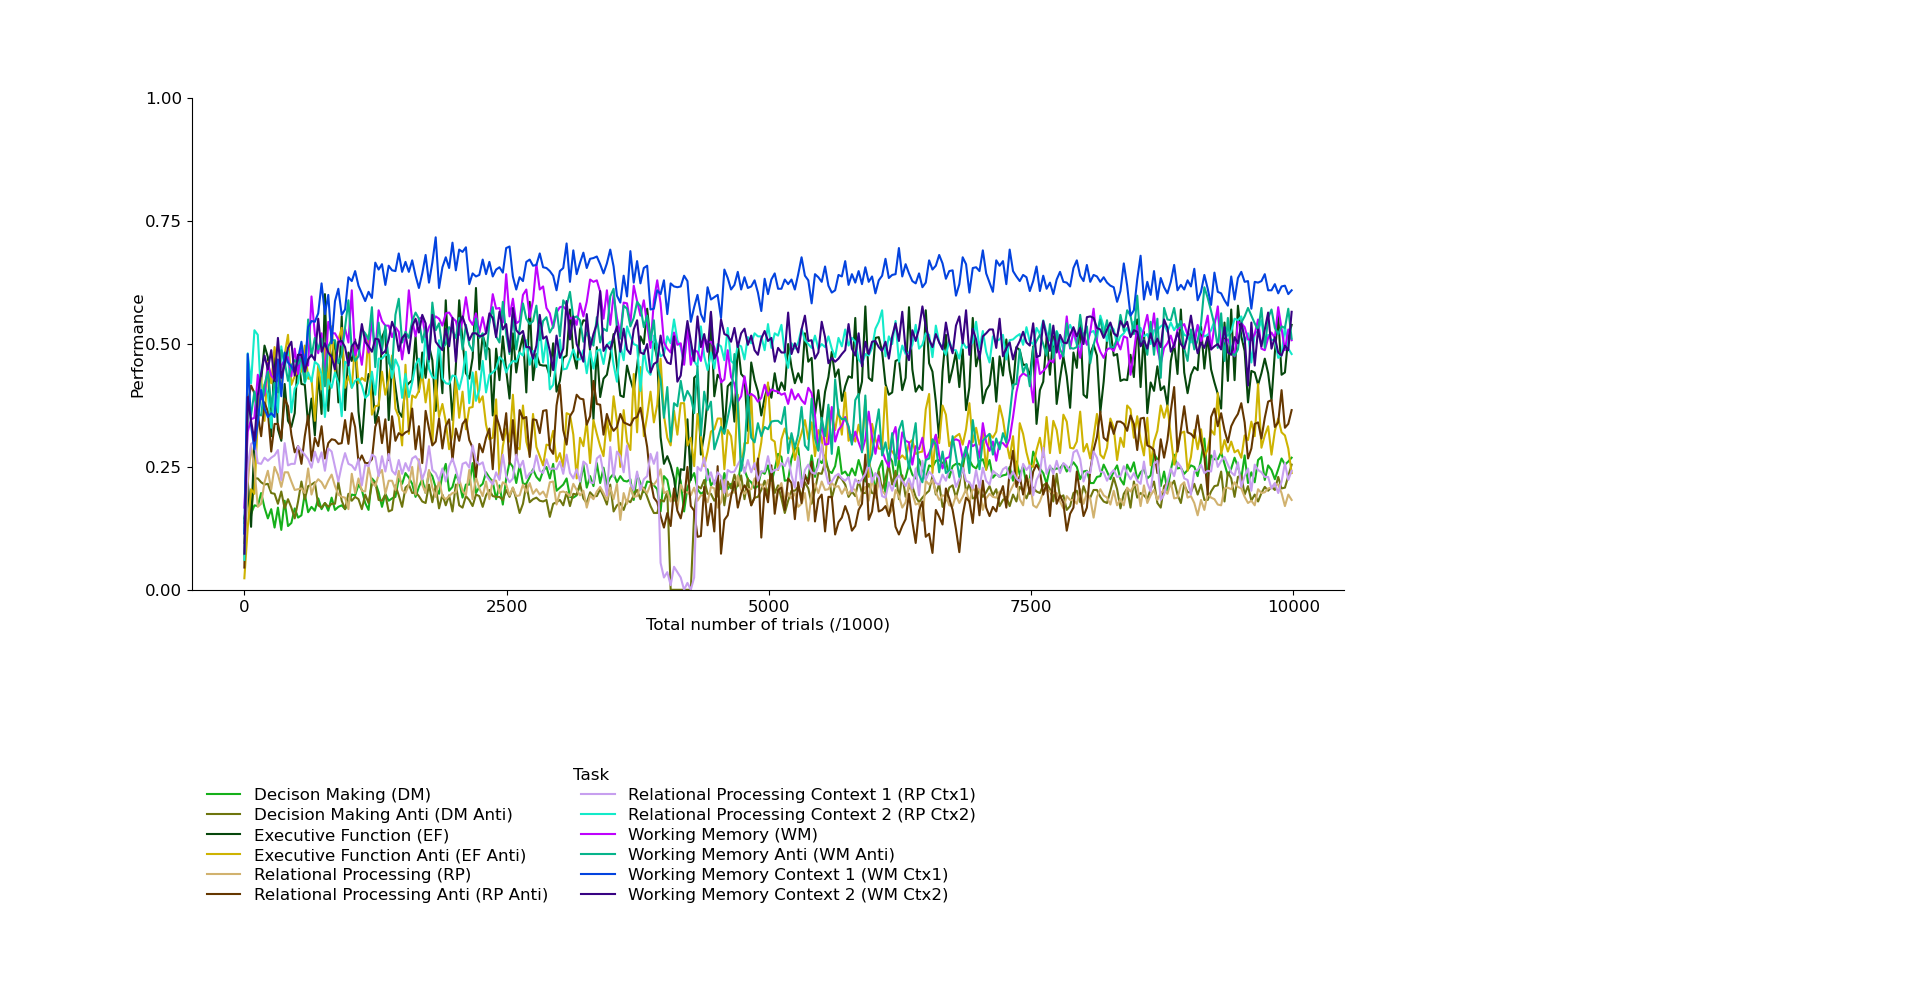 1.00
0.75
0.50
0.25
0.00
Performance
0 2500 5000 7500 10000
Total number of trials (/1000)
Task
Decison Making (DM)
Decision Making Anti (DM Anti)
Executive Function (EF)
Executive Function Anti (EF Anti)
Relational Processing (RP)
Relational Processing Anti (RP Anti)
Relational Processing Context 1 (RP Ctx1)
Relational Processing Context 2 (RP Ctx2)
Working Memory (WM)
Working Memory Anti (WM Anti)
Working Memory Context 1 (WM Ctx1)
Working Memory Context 2 (WM Ctx2)